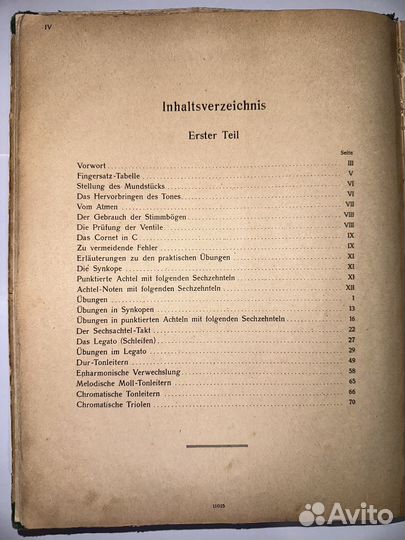 IV
Inhaltsverzeichnis
Erster Teil
Seite
Vorwort III
Fingersatz-Tabelle V
Stellung des Mundstücks VI
Das Hervorbringen des Tones VI
Vom Atmen VII
Der Gebrauch der Stimmbögen VIII
Die Prüfung der Ventile VIII
Das Cornet in C IX
Zu vermeidende Fehler IX
Erläuterungen zu den praktischen Übungen XI
Die Synkope XI
Punktierte Achtel mit folgenden Sechzehnteln XI
Achtel-Noten mit folgenden Sechzehnteln XII
Übungen 1
Übungen in Synkopen 13
Übungen in punktierten Achteln mit folgenden Sechzehnteln 16
Der Sechsachtel-Takt 22
Das Legato (Schleifen) 27
Übungen im Legato 29
Dur-Tonleitern 49
Enharmonische Verwechslung 58
Melodische Moll-Tonleitern 65
Chromatische Tonleitern 66
Chromatische Triolen 70
11015
Avito